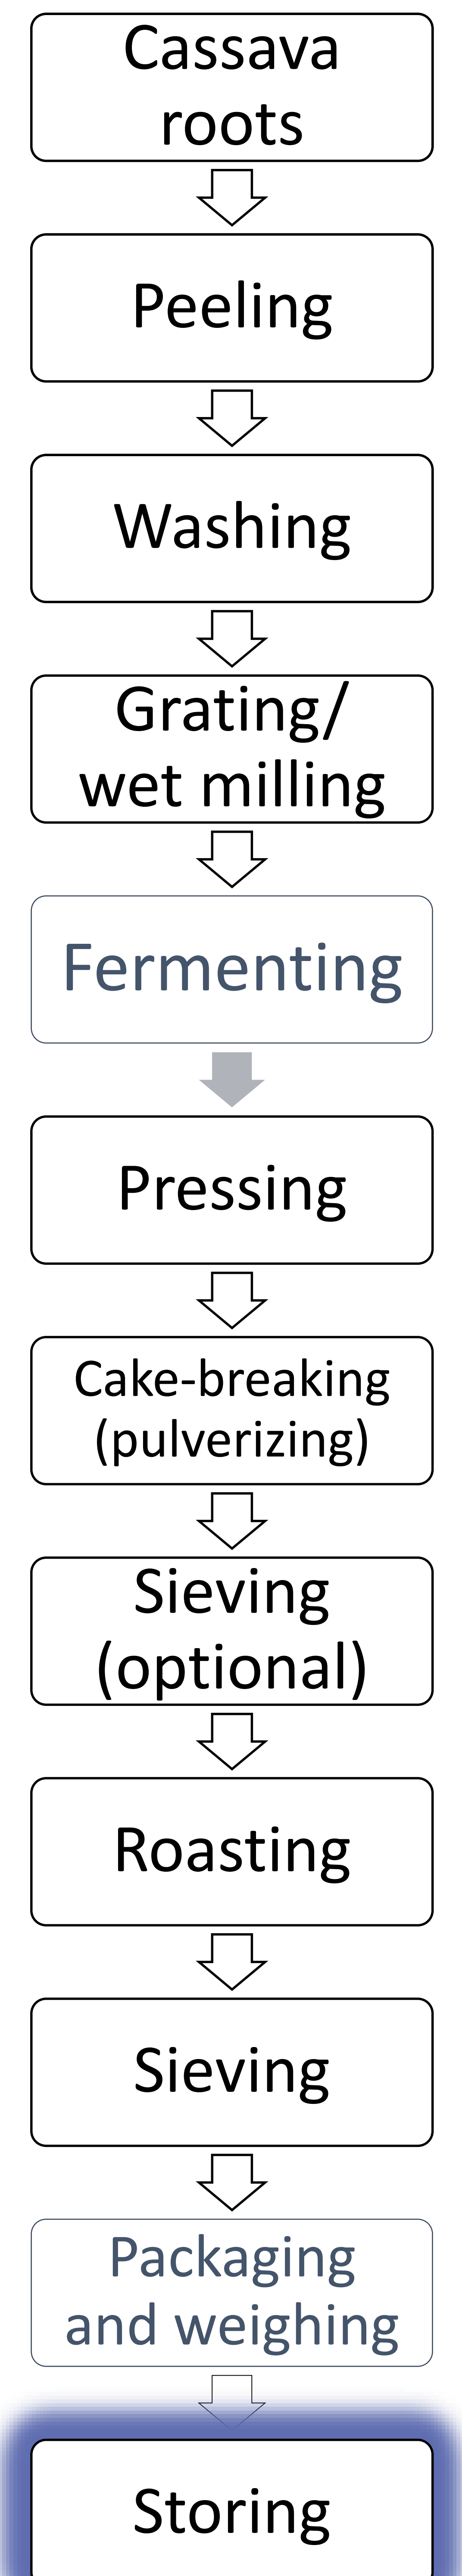 Cassava
roots
Peeling
Washing
Grating/
wet milling
Fermenting
Pressing
Cake-breaking
(pulverizing)
Sieving
(optional)
Roasting
Sieving
Packaging
and weighing
Storing